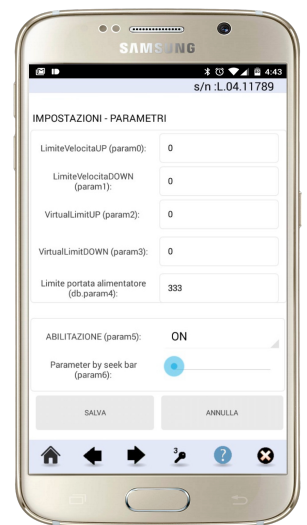 SAMSUNG
4:43
s/n :L.04.11789
IMPOSTAZIONI - PARAMETRI
LimiteVelocitaUP (param0):
0
LimiteVelocitaDOWN
(param1):
0
VirtualLimitUP (param2):
0
VirtualLimitDOWN (param3):
0
Limite portata alimentatore
(db.param4):
333
ABILITAZIONE (param5):
ON
Parameter by seek bar
(param6):
SALVA
ANNULLA
3
?